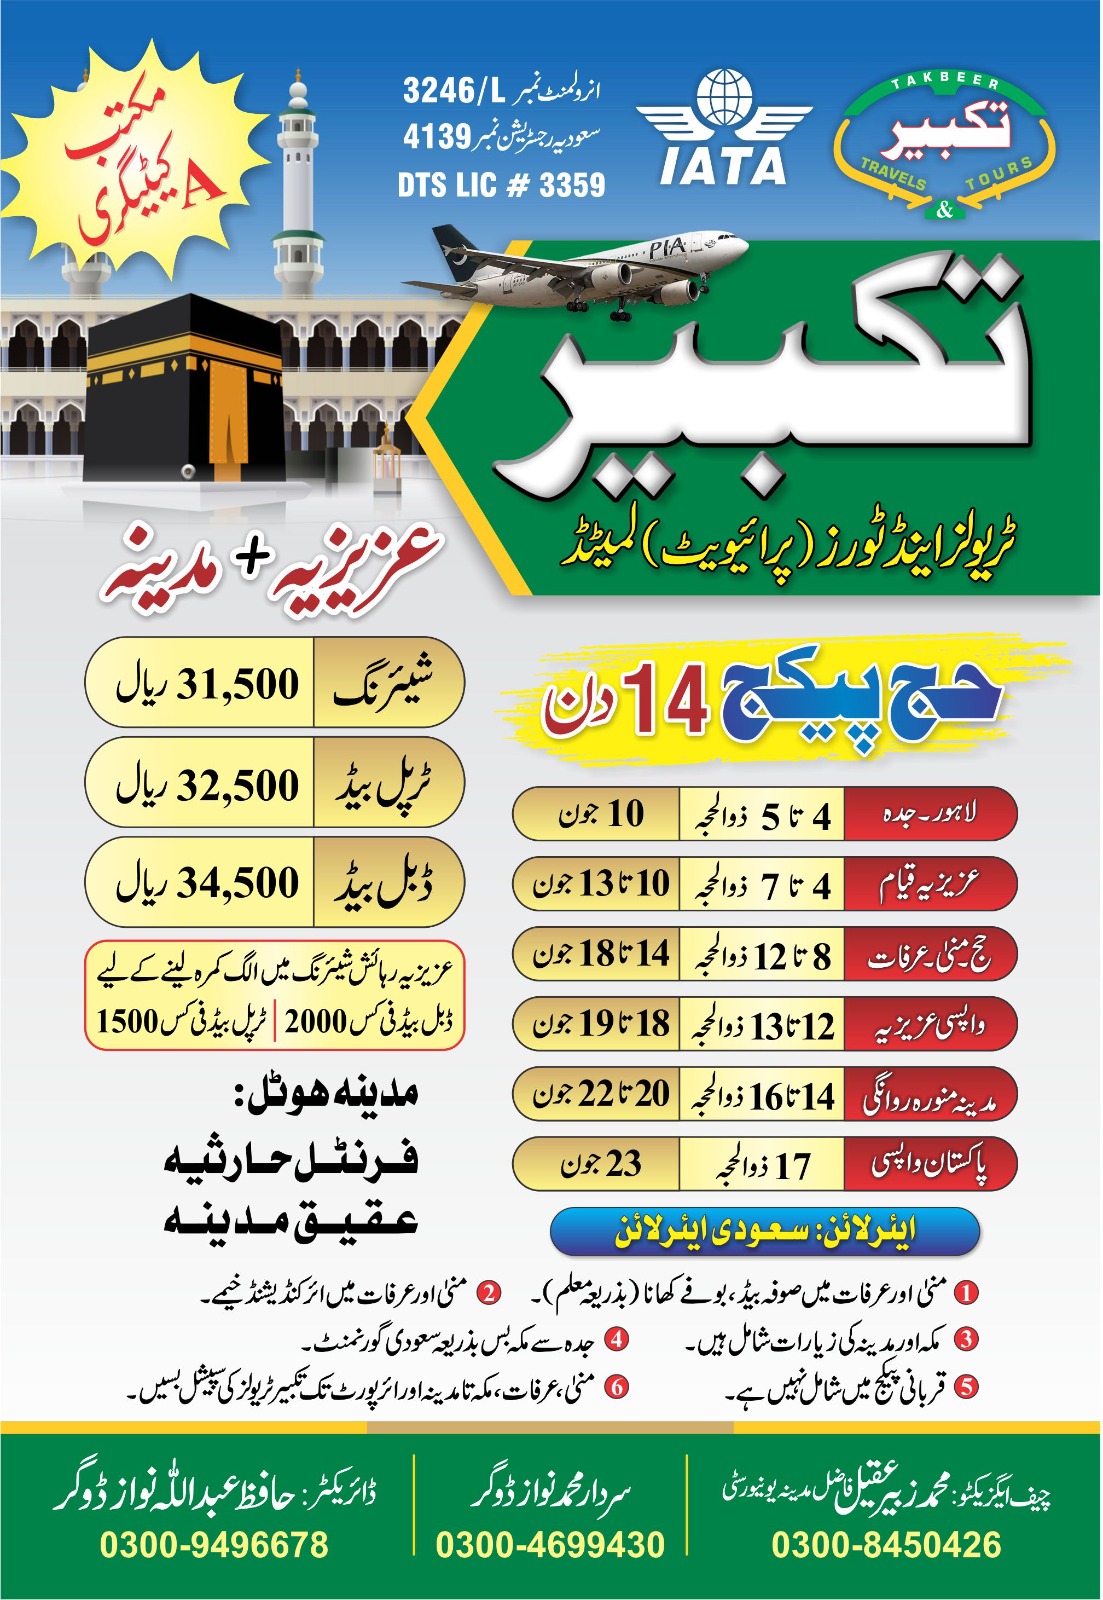 مکتب
کیٹیگری
A
انرولمنٹ نمبر 3246/L
سعودیہ رجسٹریشن نمبر 4139
DTS LIC # 3359
IATA
TAKBEER
تکبیر
TRAVELS & TOURS
PIA
تکبیر
ٹریولز اینڈ ٹورز (پرائیویٹ) لمیٹڈ
عزیزیہ + مدینہ
شیئرنگ 31,500 ریال
ٹرپل بیڈ 32,500 ریال
ڈبل بیڈ 34,500 ریال
عزیزیہ رہائش شیئرنگ میں الگ کمرہ لینے کے لیے
ڈبل بیڈ فی کس 2000 | ٹرپل بیڈ فی کس 1500
مدینہ ھوٹل:
فرنٹل حارثیہ
عقیق مدینہ
حج پیکج 14 دن
لاہور۔جدہ 4 تا 5 ذوالحجہ 10 جون
عزیزیہ قیام 4 تا 7 ذوالحجہ 10 تا 13 جون
حج۔منیٰ۔عرفات 8 تا 12 ذوالحجہ 14 تا 18 جون
واپسی عزیزیہ 12 تا 13 ذوالحجہ 18 تا 19 جون
مدینہ منورہ روانگی 14 تا 16 ذوالحجہ 20 تا 22 جون
پاکستان واپسی 17 ذوالحجہ 23 جون
ایئرلائن: سعودی ایئرلائن
1 منیٰ اور عرفات میں صوفہ بیڈ، بوفے کھانا (بذریعہ معلم)۔
2 منیٰ اور عرفات میں ائرکنڈیشنڈ خیمے۔
3 مکہ اور مدینہ کی زیارات شامل ہیں۔
4 جدہ سے مکہ بس بذریعہ سعودی گورنمنٹ۔
5 قربانی پیکج میں شامل نہیں ہے۔
6 منیٰ، عرفات، مکہ تا مدینہ اور ائرپورٹ تک تکبیر ٹریولز کی سپیشل بسیں۔
چیف ایگزیکٹو: محمد زبیر عقیل فاضل مدینہ یونیورسٹی
0300-8450426
سردار محمد نواز ڈوگر
0300-4699430
ڈائریکٹر: حافظ عبداللہ نواز ڈوگر
0300-9496678